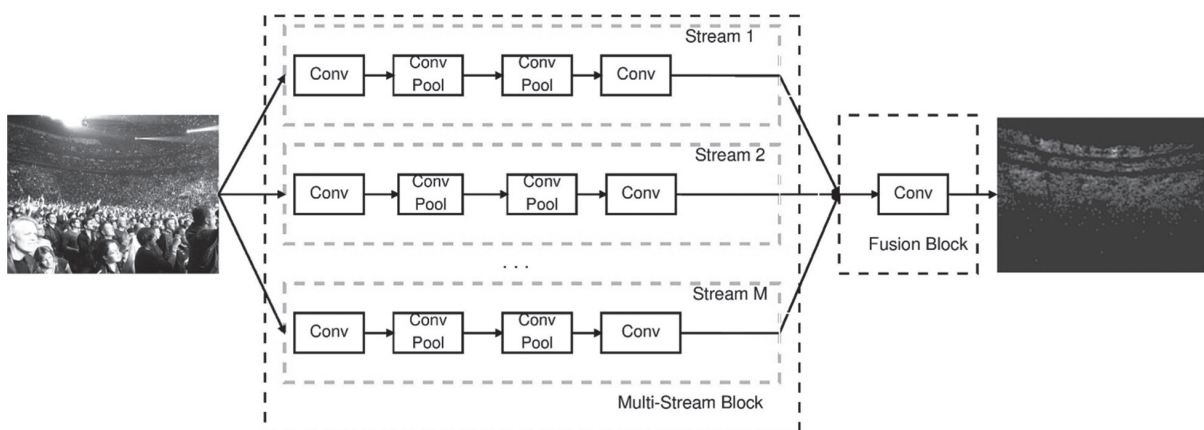 Stream 1
Conv
Conv
Pool
Conv
Pool
Conv
Stream 2
Conv
Conv
Pool
Conv
Pool
Conv
. . .
Stream M
Conv
Conv
Pool
Conv
Pool
Conv
Multi-Stream Block
Conv
Fusion Block